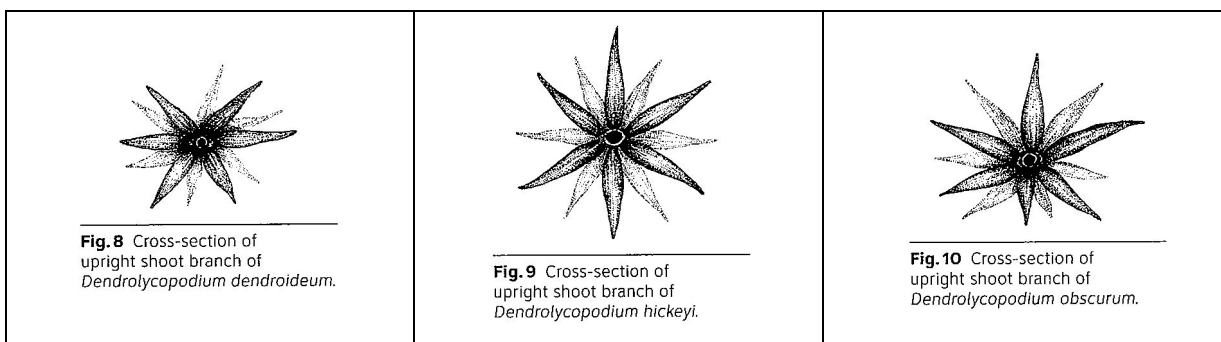 Fig. 8 Cross-section of
upright shoot branch of
Dendrolycopodium dendroideum.
Fig. 9 Cross-section of
upright shoot branch of
Dendrolycopodium hickeyi.
Fig. 10 Cross-section of
upright shoot branch of
Dendrolycopodium obscurum.